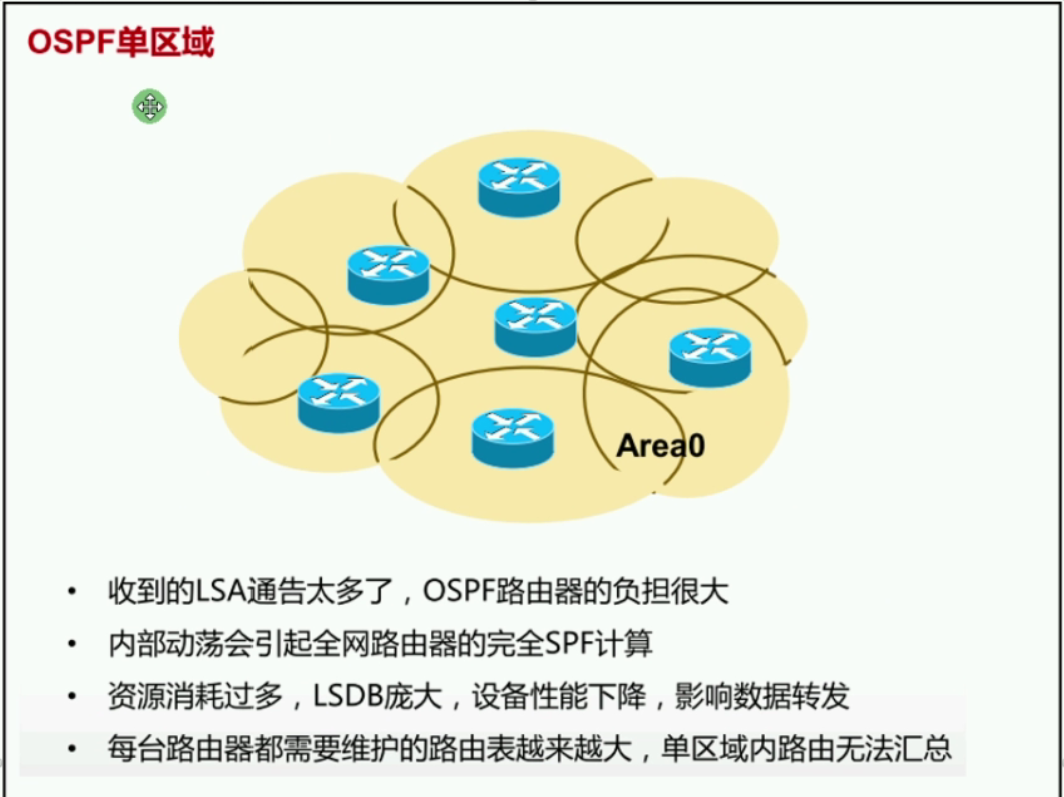 OSPF单区域
Area0
• 收到的LSA通告太多了，OSPF路由器的负担很大
• 内部动荡会引起全网路由器的完全SPF计算
• 资源消耗过多，LSDB庞大，设备性能下降，影响数据转发
• 每台路由器都需要维护的路由表越来越大，单区域内路由无法汇总